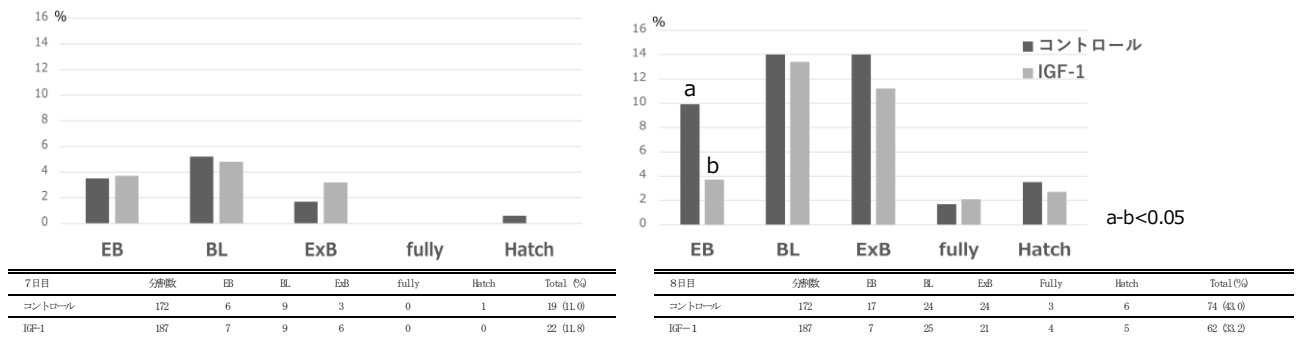 16 %
14
12
10
8
6
4
2
0
EB BL ExB fully Hatch
7日目 分割数 EB BL ExB fully Hatch Total (%)
コントロール 172 6 9 3 0 1 19 (11.0)
IGF-1 187 7 9 6 0 0 22 (11.8)
16 %
14
12
10
8
6
4
2
0
コントロール
IGF-1
a
b
a-b<0.05
EB BL ExB fully Hatch
8日目 分割数 EB BL ExB Fully Hatch Total(%)
コントロール 172 17 24 24 3 6 74 (43.0)
IGF－1 187 7 25 21 4 5 62 (33.2)